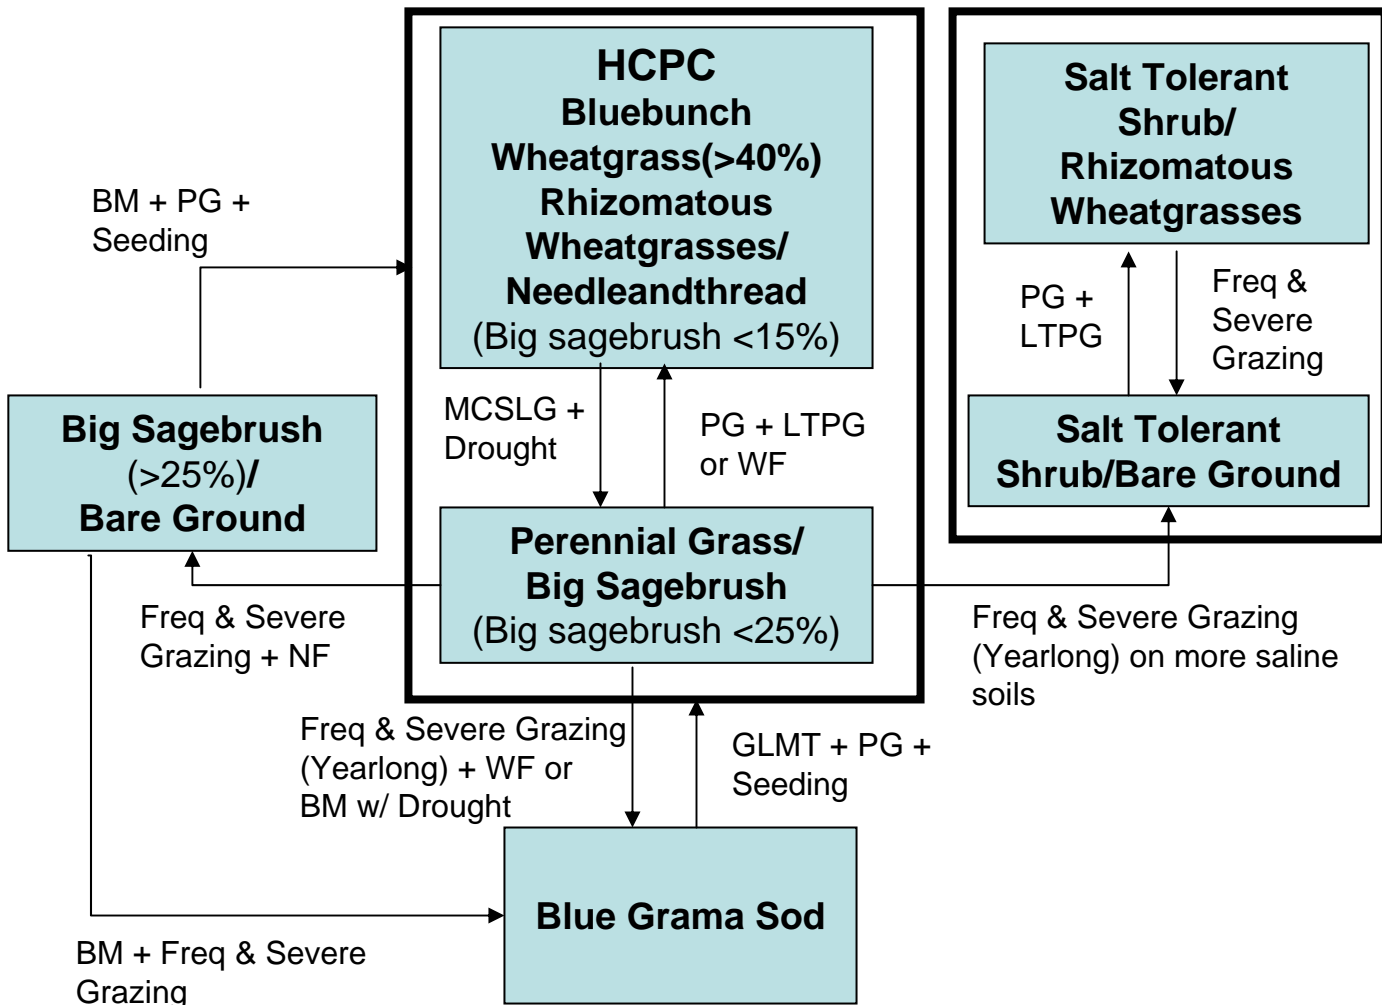 HCPC
Bluebunch
Wheatgrass(>40%)
Rhizomatous
Wheatgrasses/
Needleandthread
(Big sagebrush <15%)
Salt Tolerant
Shrub/
Rhizomatous
Wheatgrasses
BM + PG +
Seeding
PG +
LTPG
Freq &
Severe
Grazing
MCSLG +
Drought
PG + LTPG
or WF
Big Sagebrush
(>25%)/
Bare Ground
Salt Tolerant
Shrub/Bare Ground
Perennial Grass/
Big Sagebrush
(Big sagebrush <25%)
Freq & Severe
Grazing + NF
Freq & Severe Grazing
(Yearlong) on more saline
soils
Freq & Severe Grazing
(Yearlong) + WF or
BM w/ Drought
GLMT + PG +
Seeding
Blue Grama Sod
BM + Freq & Severe
Grazing